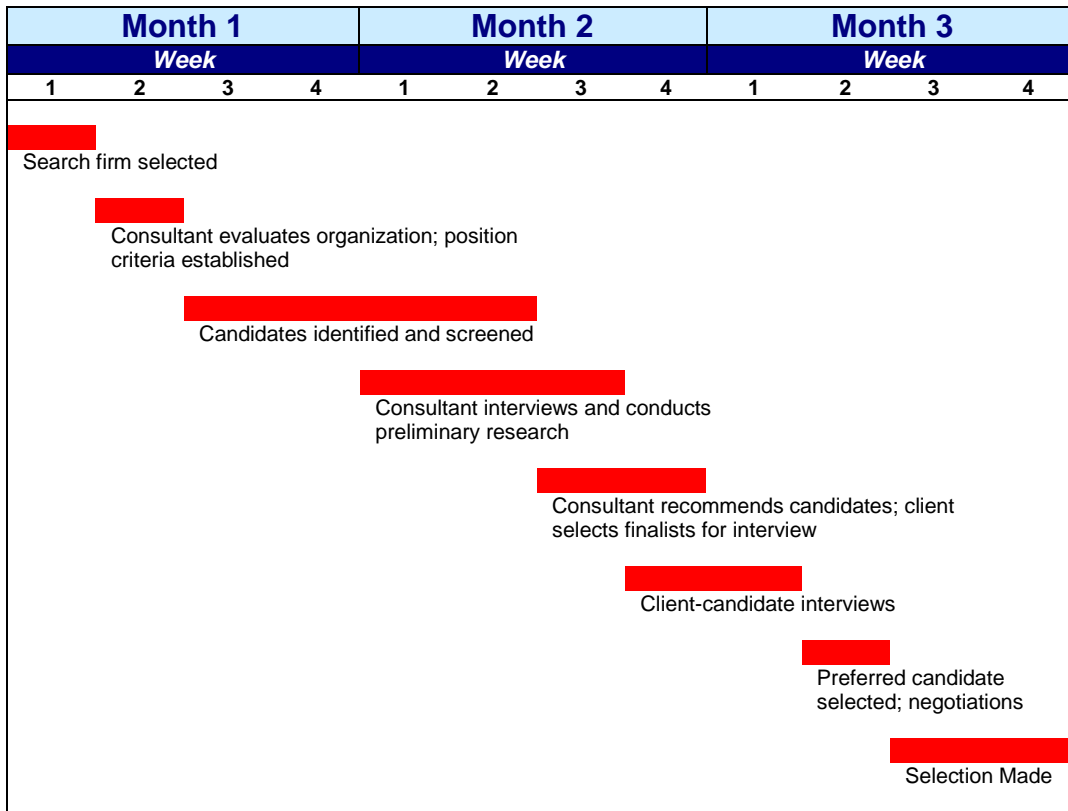 Month 1 Month 2 Month 3
Week Week Week
1 2 3 4 1 2 3 4 1 2 3 4
Search firm selected
Consultant evaluates organization; position
criteria established
Candidates identified and screened
Consultant interviews and conducts
preliminary research
Consultant recommends candidates; client
selects finalists for interview
Client-candidate interviews
Preferred candidate
selected; negotiations
Selection Made